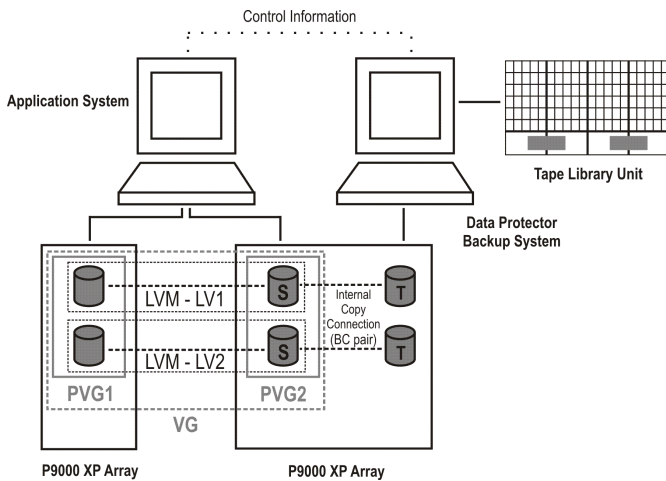 Control Information
Application System
Tape Library Unit
Data Protector
Backup System
S
T
LVM - LV1
Internal
Copy
Connection
(BC pair)
S
T
LVM - LV2
PVG1
PVG2
VG
P9000 XP Array
P9000 XP Array